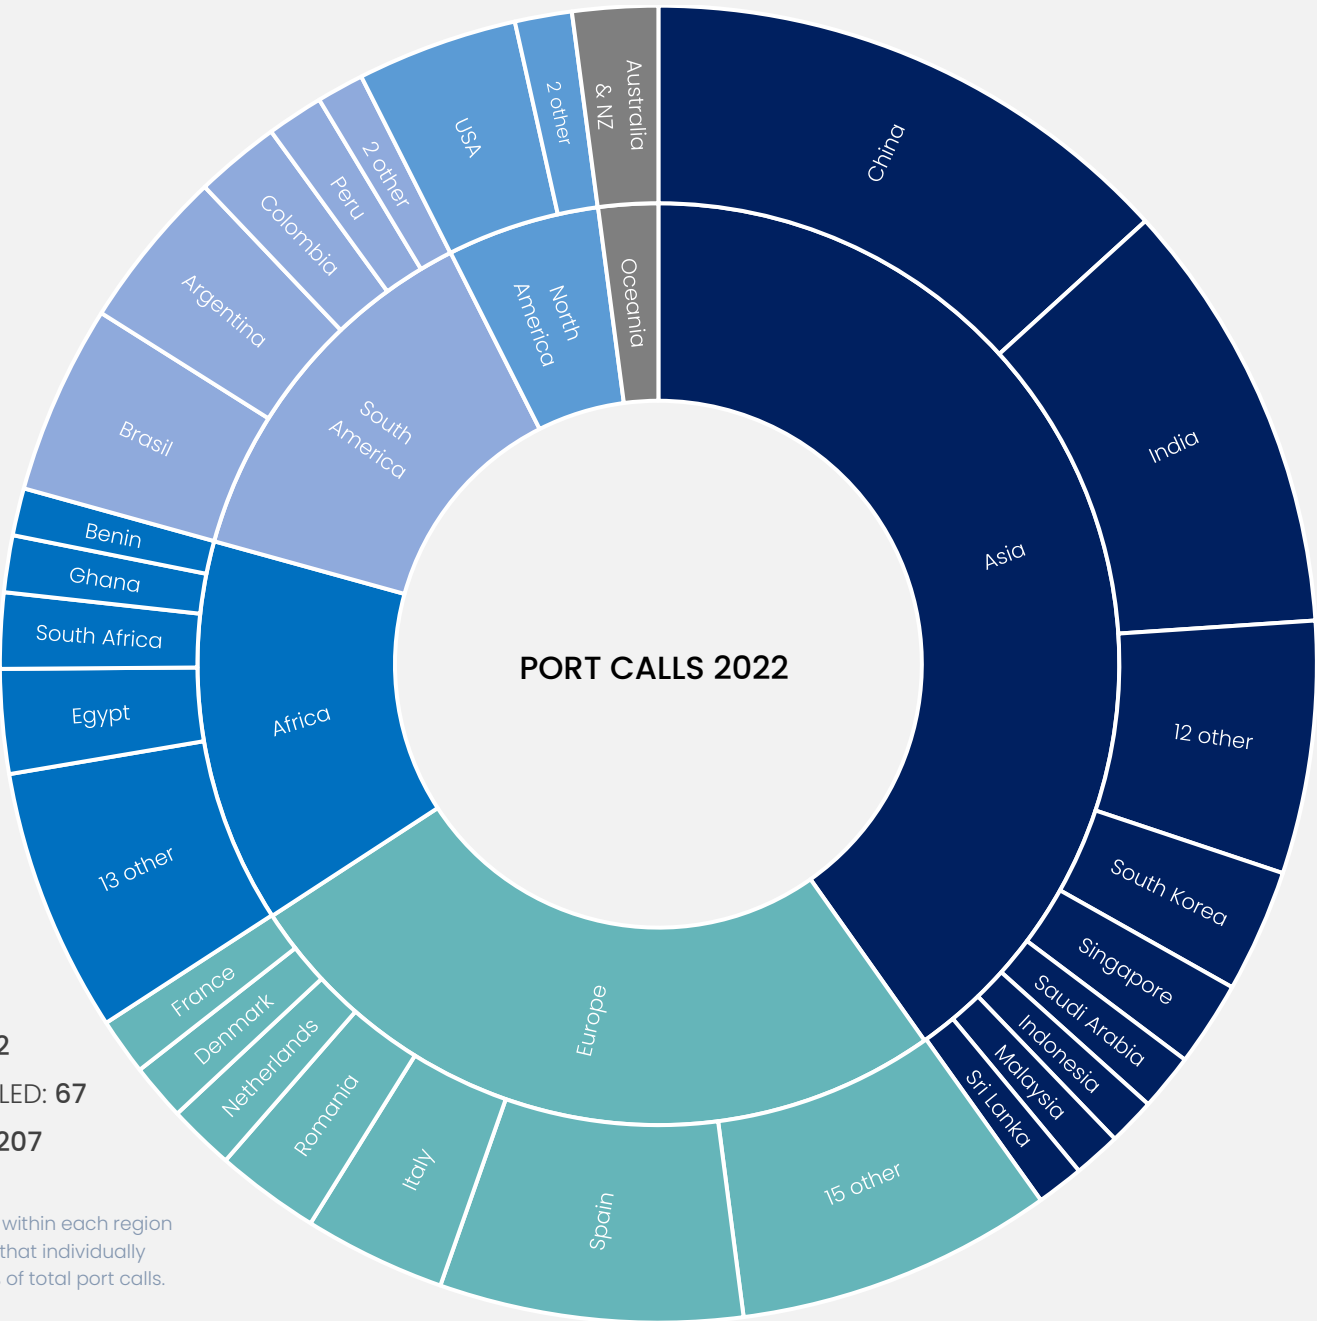 PORT CALLS 2022
Asia
China
India
12 other
South Korea
Singapore
Saudi Arabia
Indonesia
Malaysia
Sri Lanka
Europe
15 other
Spain
Italy
Romania
Netherlands
Denmark
France
Africa
13 other
Egypt
South Africa
Ghana
Benin
South
America
Brasil
Argentina
Colombia
Peru
2 other
North
America
USA
2 other
Oceania
Australia
& NZ
2
LED: 67
207
within each region
that individually
of total port calls.